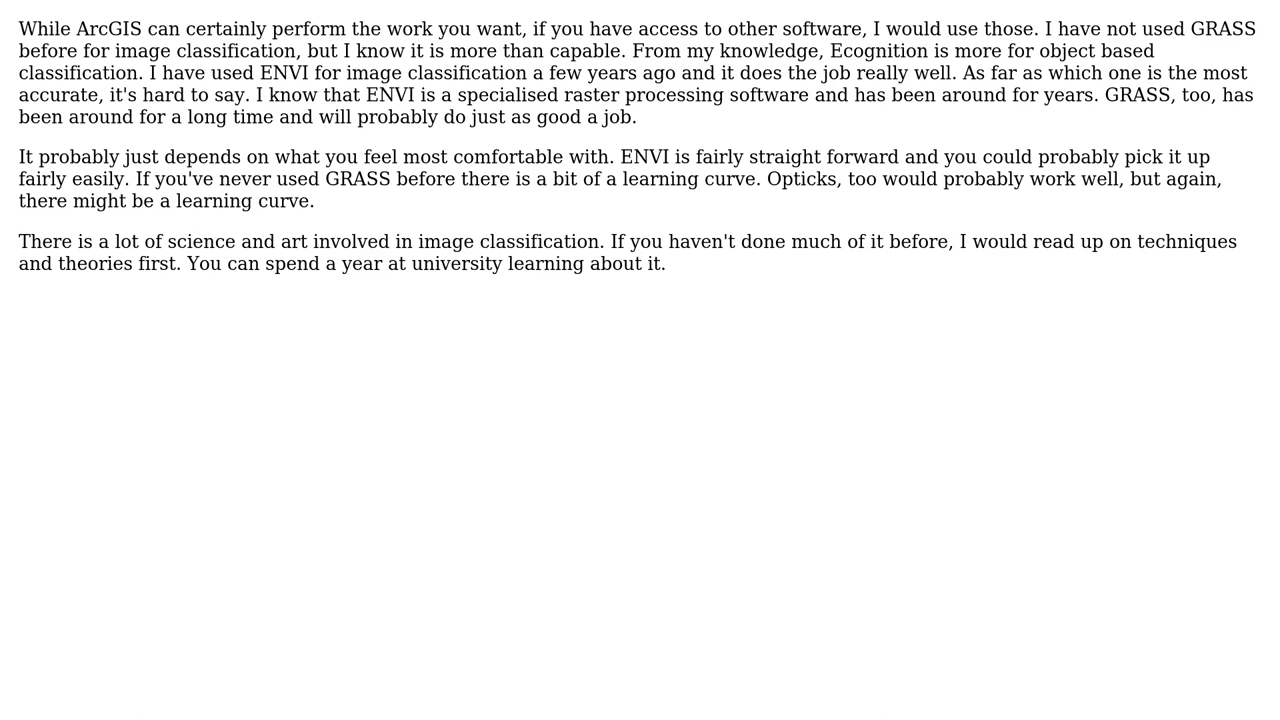 While ArcGIS can certainly perform the work you want, if you have access to other software, I would use those. I have not used GRASS
before for image classification, but I know it is more than capable. From my knowledge, Ecognition is more for object based
classification. I have used ENVI for image classification a few years ago and it does the job really well. As far as which one is the most
accurate, it's hard to say. I know that ENVI is a specialised raster processing software and has been around for years. GRASS, too, has
been around for a long time and will probably do just as good a job.
It probably just depends on what you feel most comfortable with. ENVI is fairly straight forward and you could probably pick it up
fairly easily. If you've never used GRASS before there is a bit of a learning curve. Opticks, too would probably work well, but again,
there might be a learning curve.
There is a lot of science and art involved in image classification. If you haven't done much of it before, I would read up on techniques
and theories first. You can spend a year at university learning about it.